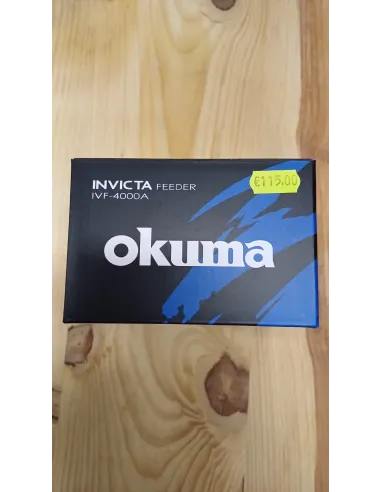 INVICTA FEEDER
IVF-4000A
€115.00
okuma